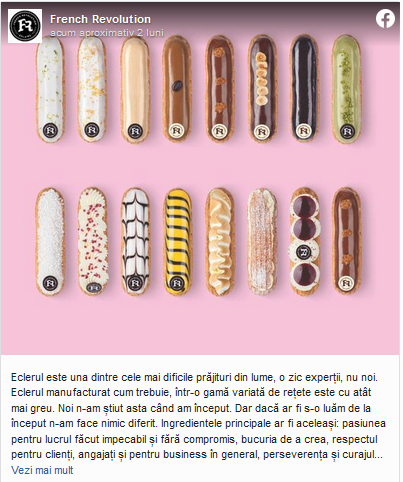 French Revolution
acum aproximativ 2 luni
Eclerul este una dintre cele mai dificile prăjituri din lume, o zic experții, nu noi.
Eclerul manufacturat cum trebuie, într-o gamă variată de rețete este cu atât
mai greu. Noi n-am știut asta când am început. Dar dacă ar fi s-o luăm de la
început n-am face nimic diferit. Ingredientele principale ar fi aceleași: pasiunea
pentru lucrul făcut impecabil și fără compromis, bucuria de a crea, respectul
pentru clienți, angajați și pentru business în general, perseverența și curajul...
Vezi mai mult